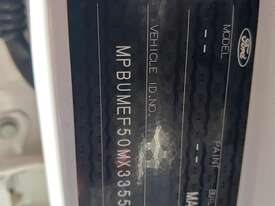 Ford
MODEL
--
PAINT
--
VEHICLE ID.NO.
MPBUMEF50MX3355